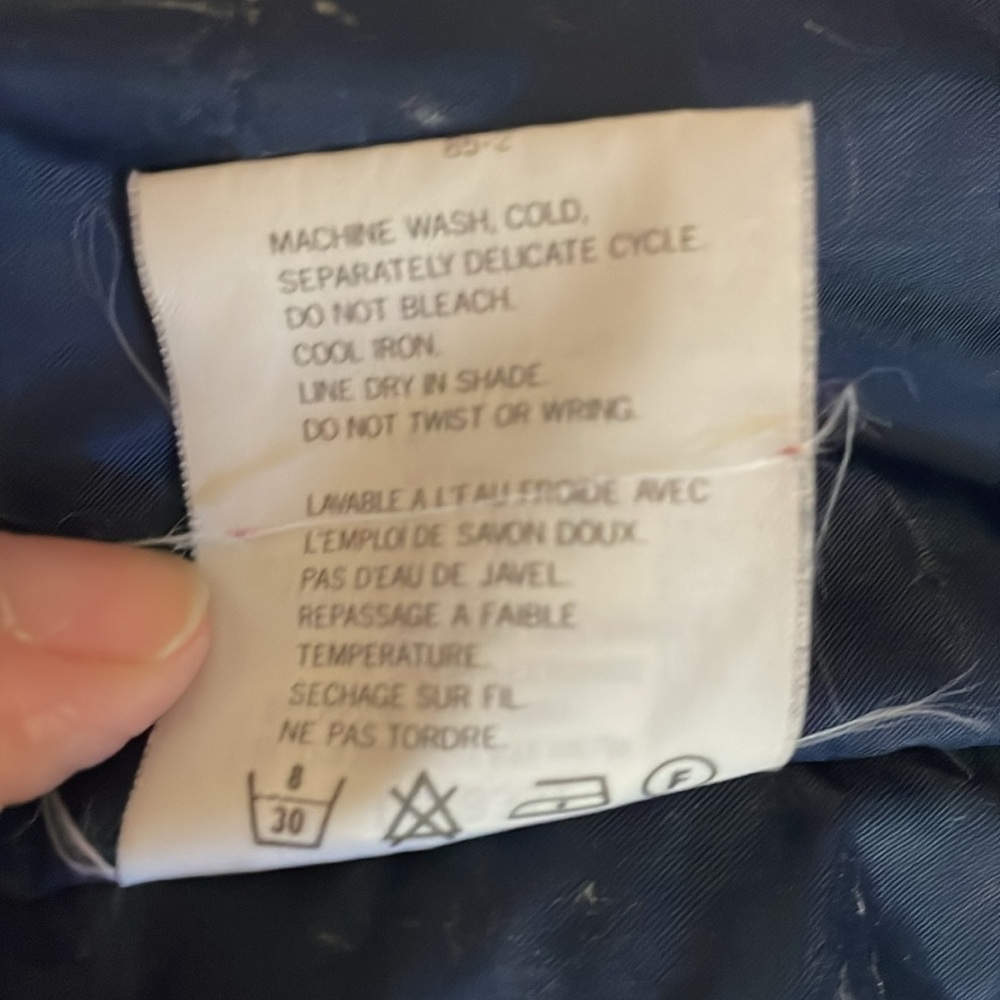 MACHINE WASH, COLD,
SEPARATELY DELICATE CYCLE.
DO NOT BLEACH.
COOL IRON.
LINE DRY IN SHADE.
DO NOT TWIST OR WRING.
LAVABLE A L'EAU FROIDE AVEC
L'EMPLOI DE SAVON DOUX.
PAS D'EAU DE JAVEL.
REPASSAGE A FAIBLE
TEMPERATURE.
SECHAGE SUR FIL
NE PAS TORDRE.
8
30
F